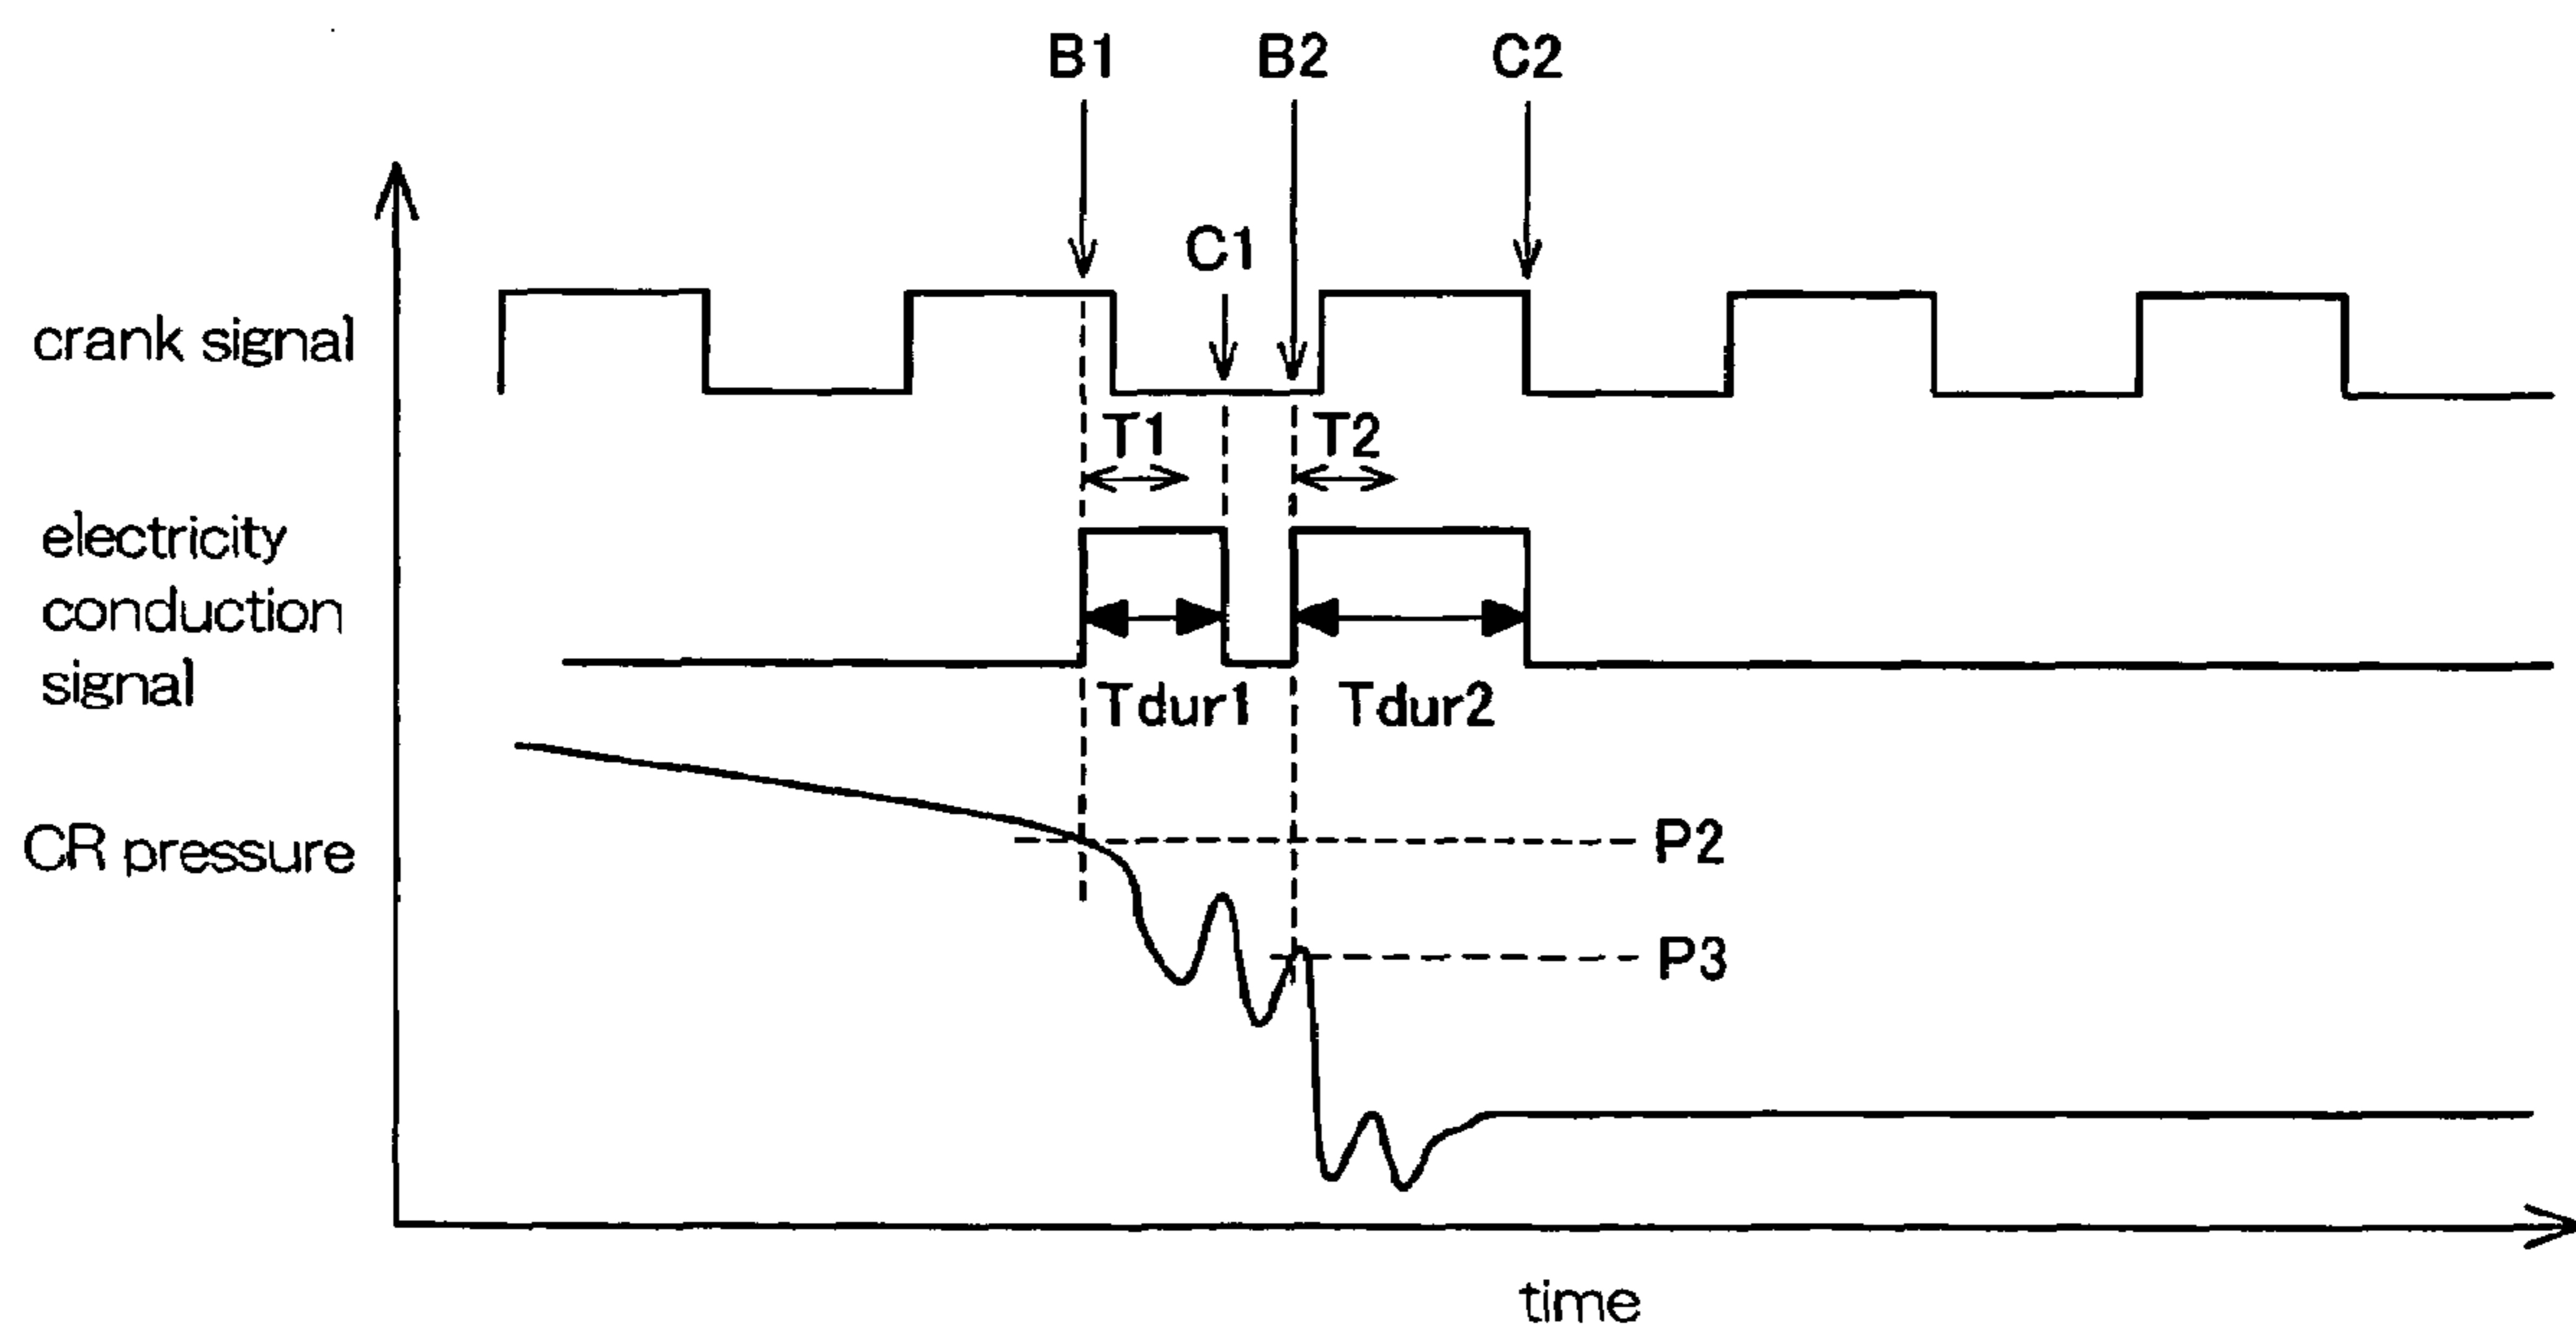 B1
B2
C2
C1
crank signal
T1
T2
electricity
conduction
signal
Tdur1
Tdur2
CR pressure
P2
P3
time